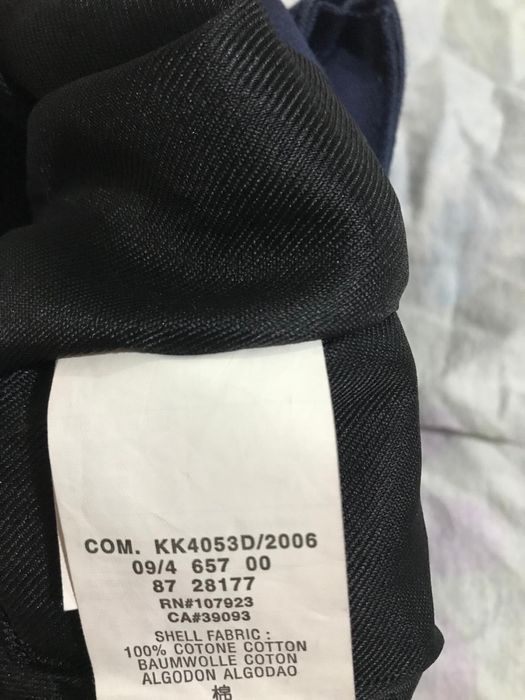 COM. KK4053D/2006
09/4 657 00
87 28177
RN#107923
CA#39093
SHELL FABRIC :
100% COTONE COTTON
BAUMWOLLE COTON
ALGODON ALGODAO
棉